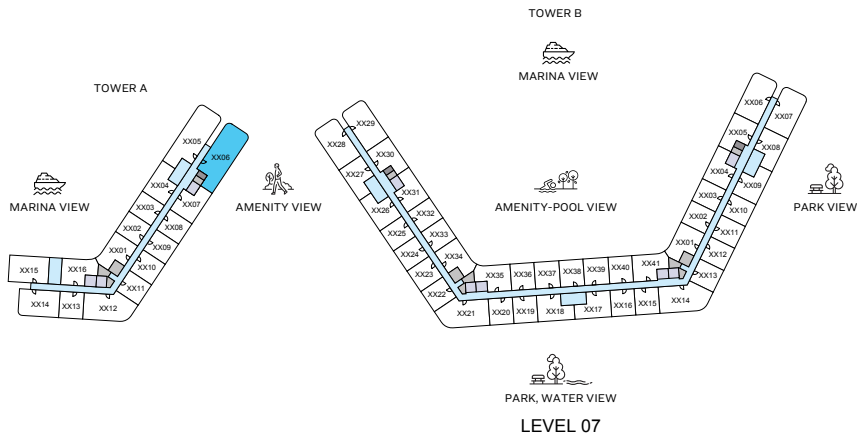 TOWER B
MARINA VIEW
TOWER A
MARINA VIEW
AMENITY VIEW
AMENITY-POOL VIEW
PARK VIEW
PARK, WATER VIEW
LEVEL 07
XX05
XX06
XX04
XX07
XX03
XX08
XX02
XX09
XX01
XX10
XX16
XX15
XX11
XX14
XX13
XX12
XX29
XX28
XX30
XX27
XX31
XX26
XX32
XX25
XX33
XX24
XX34
XX23
XX22
XX21
XX35
XX36
XX37
XX38
XX39
XX40
XX41
XX20
XX19
XX18
XX17
XX16
XX15
XX14
XX06
XX07
XX05
XX08
XX04
XX09
XX03
XX10
XX02
XX11
XX01
XX12
XX13